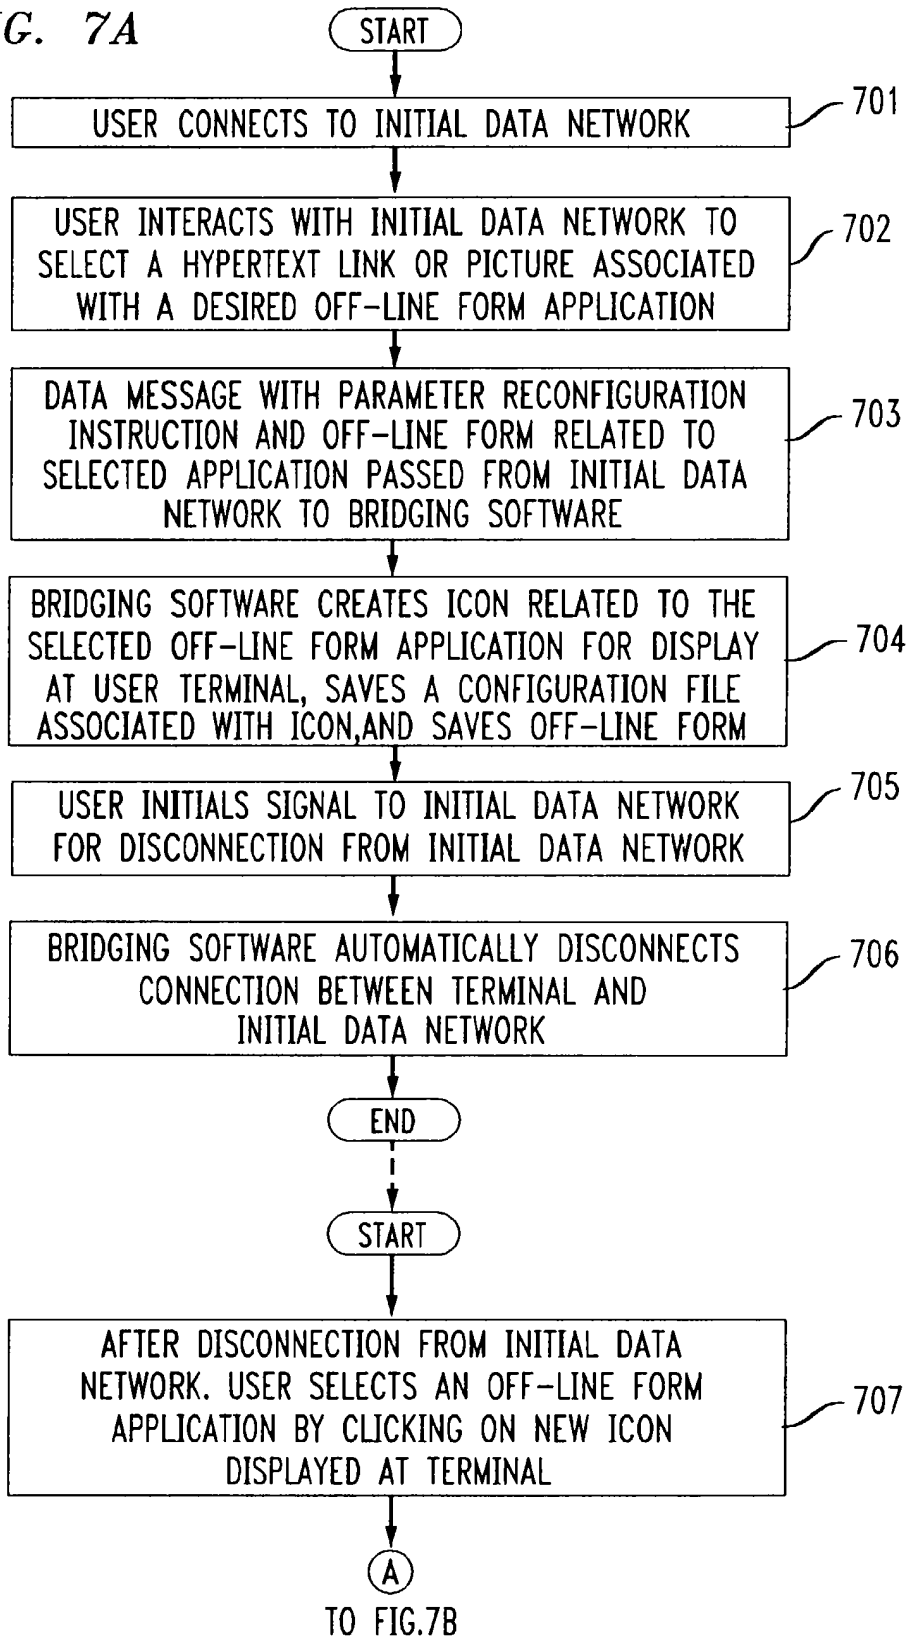 G. 7A
START
USER CONNECTS TO INITIAL DATA NETWORK
701
USER INTERACTS WITH INITIAL DATA NETWORK TO
SELECT A HYPERTEXT LINK OR PICTURE ASSOCIATED
WITH A DESIRED OFF-LINE FORM APPLICATION
702
DATA MESSAGE WITH PARAMETER RECONFIGURATION
INSTRUCTION AND OFF-LINE FORM RELATED TO
SELECTED APPLICATION PASSED FROM INITIAL DATA
NETWORK TO BRIDGING SOFTWARE
703
BRIDGING SOFTWARE CREATES ICON RELATED TO THE
SELECTED OFF-LINE FORM APPLICATION FOR DISPLAY
AT USER TERMINAL, SAVES A CONFIGURATION FILE
ASSOCIATED WITH ICON,AND SAVES OFF-LINE FORM
704
USER INITIALS SIGNAL TO INITIAL DATA NETWORK
FOR DISCONNECTION FROM INITIAL DATA NETWORK
705
BRIDGING SOFTWARE AUTOMATICALLY DISCONNECTS
CONNECTION BETWEEN TERMINAL AND
INITIAL DATA NETWORK
706
END
START
AFTER DISCONNECTION FROM INITIAL DATA
NETWORK. USER SELECTS AN OFF-LINE FORM
APPLICATION BY CLICKING ON NEW ICON
DISPLAYED AT TERMINAL
707
A
TO FIG.7B